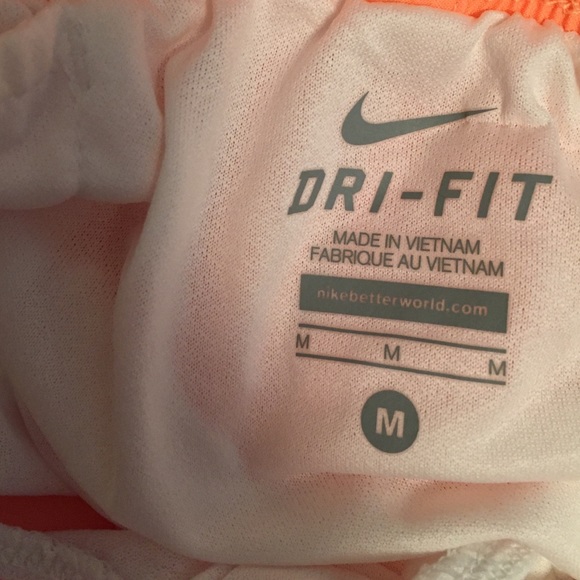 DRI-FIT
MADE IN VIETNAM
FABRIQUE AU VIETNAM
nikebetterworld.com
M M M
M